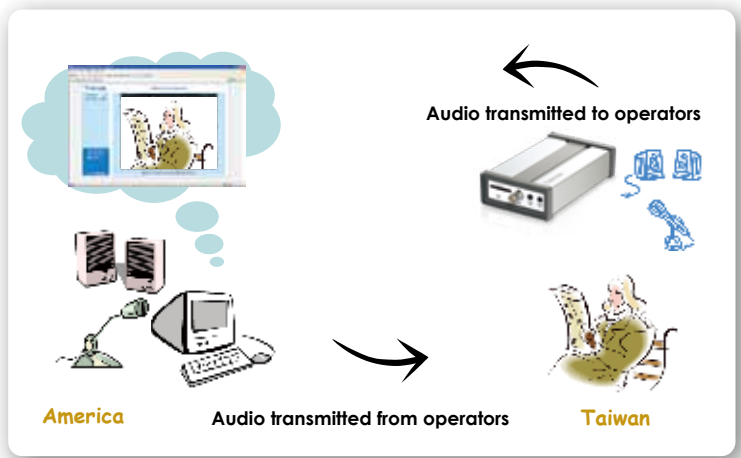 Audio transmitted to operators
America
Audio transmitted from operators
Taiwan